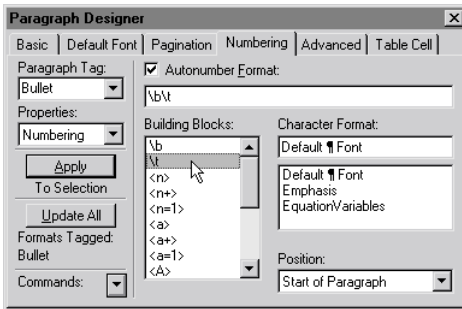 Paragraph Designer
Basic Default Font Pagination Numbering Advanced Table Cell
Paragraph Tag:
Bullet
Properties:
Numbering
Apply
To Selection
Update All
Formats Tagged:
Bullet
Commands:
Autonumber Format:
\b\t
Building Blocks:
\b
\t
<n>
<n+>
<n=1>
<a>
<a+>
<a=1>
<A>
Character Format:
Default ¶ Font
Default ¶ Font
Emphasis
EquationVariables
Position:
Start of Paragraph